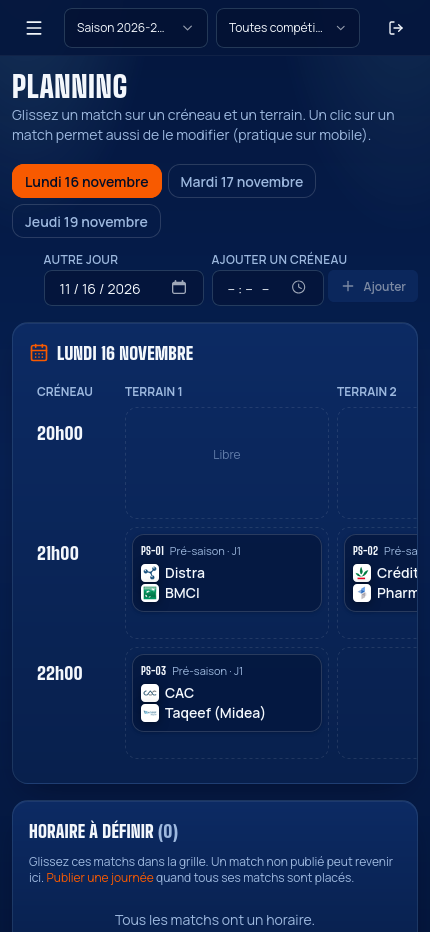 Saison 2026-2... Toutes compéti...
PLANNING
Glissez un match sur un créneau et un terrain. Un clic sur un
match permet aussi de le modifier (pratique sur mobile).
Lundi 16 novembre Mardi 17 novembre
Jeudi 19 novembre
AUTRE JOUR AJOUTER UN CRÉNEAU
11 / 16 / 2026 -- : -- -- + Ajouter
LUNDI 16 NOVEMBRE
CRÉNEAU TERRAIN 1 TERRAIN 2
20h00 Libre
21h00
PS-01 Pré-saison · J1
Distra
BMCI
PS-02 Pré-sa
Crédit
Pharm
22h00
PS-03 Pré-saison · J1
CAC
Taqeef (Midea)
HORAIRE À DÉFINIR (0)
Glissez ces matchs dans la grille. Un match non publié peut revenir
ici. Publier une journée quand tous ses matchs sont placés.
Tous les matchs ont un horaire.